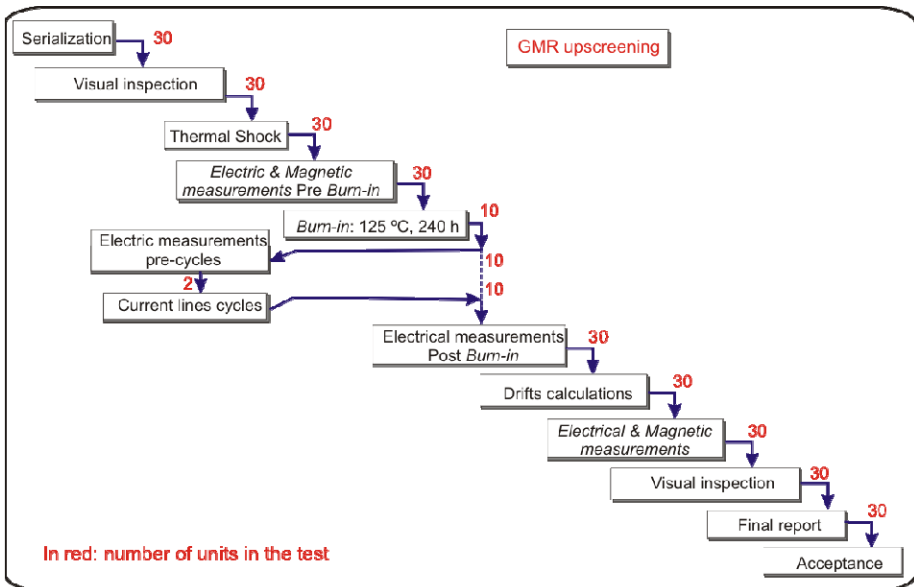 Serialization
30
GMR upscreening
Visual inspection
30
Thermal Shock
30
Electric & Magnetic
measurements Pre Burn-in
30
Burn-in: 125 ºC, 240 h
10
Electric measurements
pre-cycles
10
2
10
Current lines cycles
Electrical measurements
Post Burn-in
30
Drifts calculations
30
Electrical & Magnetic
measurements
30
Visual inspection
30
Final report
30
Acceptance
In red: number of units in the test